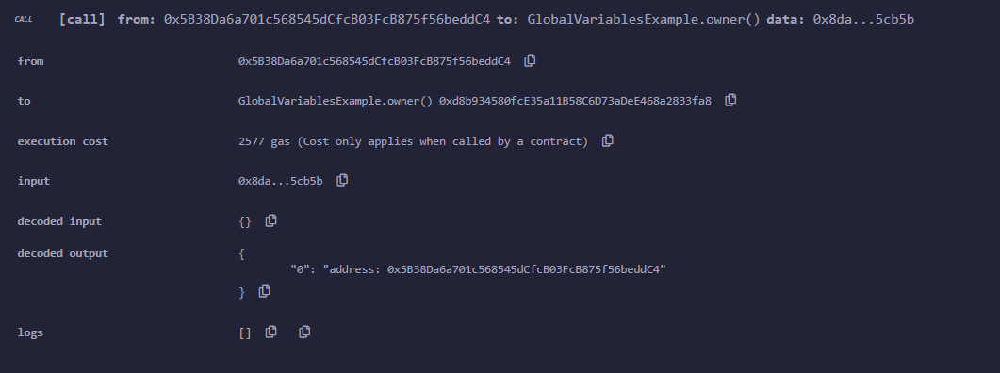 CALL [call] from: 0x5B38Da6a701c568545dCfcB03FcB875f56beddC4 to: GlobalVariablesExample.owner() data: 0x8da...5cb5b
from 0x5B38Da6a701c568545dCfcB03FcB875f56beddC4
to GlobalVariablesExample.owner() 0xd8b934580fcE35a11B58C6D73aDeE468a2833fa8
execution cost 2577 gas (Cost only applies when called by a contract)
input 0x8da...5cb5b
decoded input {}
decoded output {
"0": "address: 0x5B38Da6a701c568545dCfcB03FcB875f56beddC4"
}
logs []